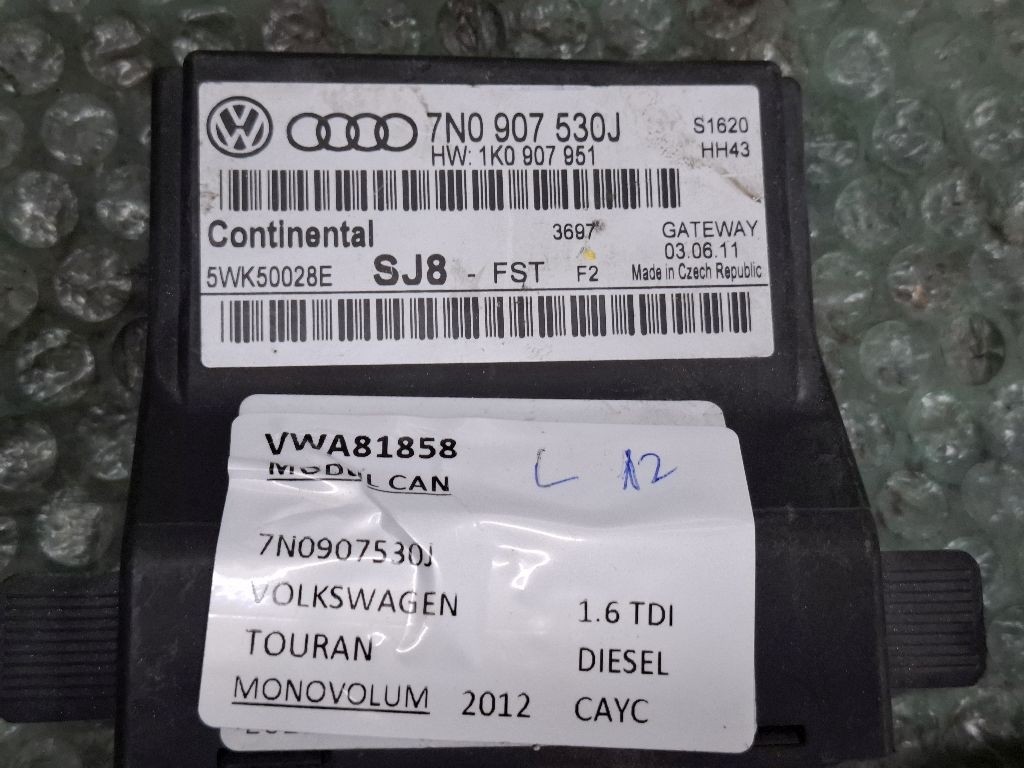 7N0 907 530J
HW: 1K0 907 951
S1620
HH43
Continental
5WK50028E
SJ8 - FST
3697
F2
GATEWAY
03.06.11
Made in Czech Republic
VWA81858
MODUL CAN
L 12
7N0907530J
VOLKSWAGEN
TOURAN
MONOVOLUM 2012
1.6 TDI
DIESEL
CAYC